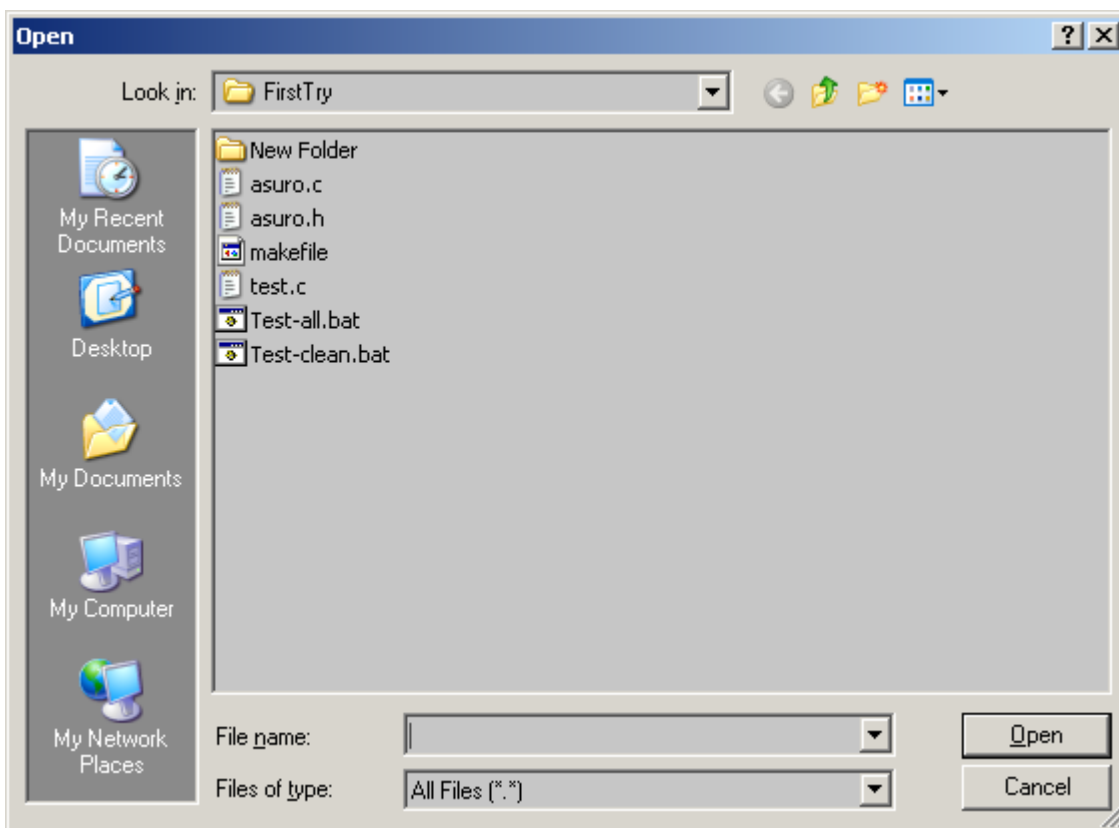 Open
Look in:
FirstTry
My Recent
Documents
Desktop
My Documents
My Computer
My Network
Places
New Folder
asuro.c
asuro.h
makefile
test.c
Test-all.bat
Test-clean.bat
File name:
Open
Files of type:
All Files (*.*)
Cancel